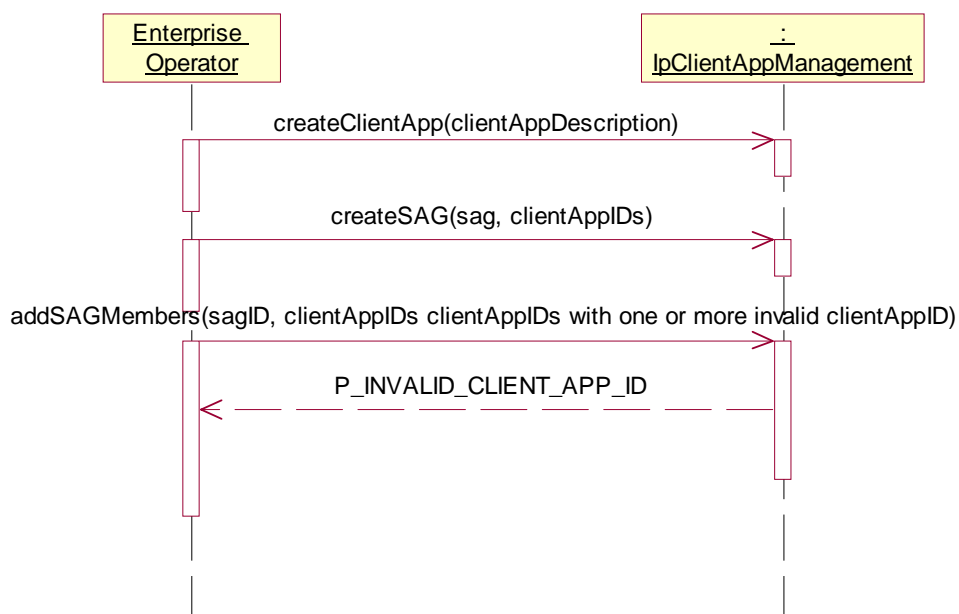 Enterprise
Operator
:
IpClientAppManagement
createClientApp(clientAppDescription)
createSAG(sag, clientAppIDs)
addSAGMembers(sagID, clientAppIDs clientAppIDs with one or more invalid clientAppID)
P_INVALID_CLIENT_APP_ID